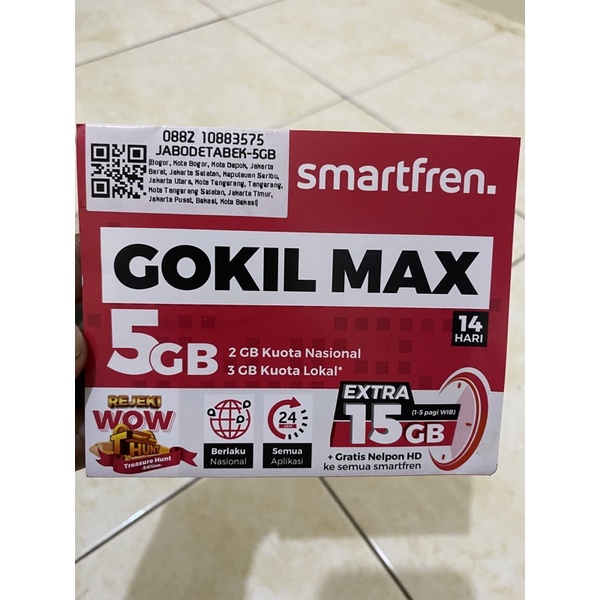 0882 10883575
JABODETABEK-5GB
(Bogor, Kota Bogor, Kota Depok, Jakarta
Barat, Jakarta Selatan, Kepulauan Seribu,
Jakarta Utara, Kota Tangerang, Tangerang,
Kota Tangerang Selatan, Jakarta Timur,
Jakarta Pusat, Bekasi, Kota Bekasi)
smartfren.
GOKIL MAX
5GB
2 GB Kuota Nasional
3 GB Kuota Lokal*
14
HARI
REJEKI
WOW
HUNT
Treasure Hunt
Edition
Berlaku
Nasional
24
JAM
Semua
Aplikasi
EXTRA
(1-5 pagi WIB)
15GB
+ Gratis Nelpon HD
ke semua smartfren